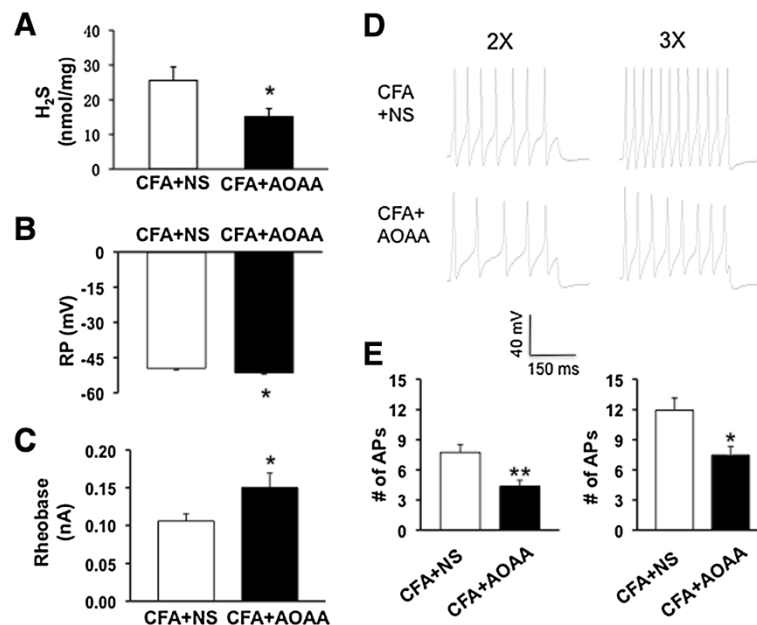 A
H2S
(nmol/mg)
40
30
20
10
0
*
CFA+NS
CFA+AOAA
B
CFA+NS
CFA+AOAA
RP (mV)
0
-15
-30
-45
-60
*
C
Rheobase
(nA)
0.20
0.15
0.10
0.05
0.00
*
CFA+NS
CFA+AOAA
D
2X
3X
CFA
+NS
CFA+
AOAA
40 mV
150 ms
E
# of APs
15
12
9
6
3
0
**
CFA+NS
CFA+AOAA
# of APs
15
12
9
6
3
0
*
CFA+NS
CFA+AOAA